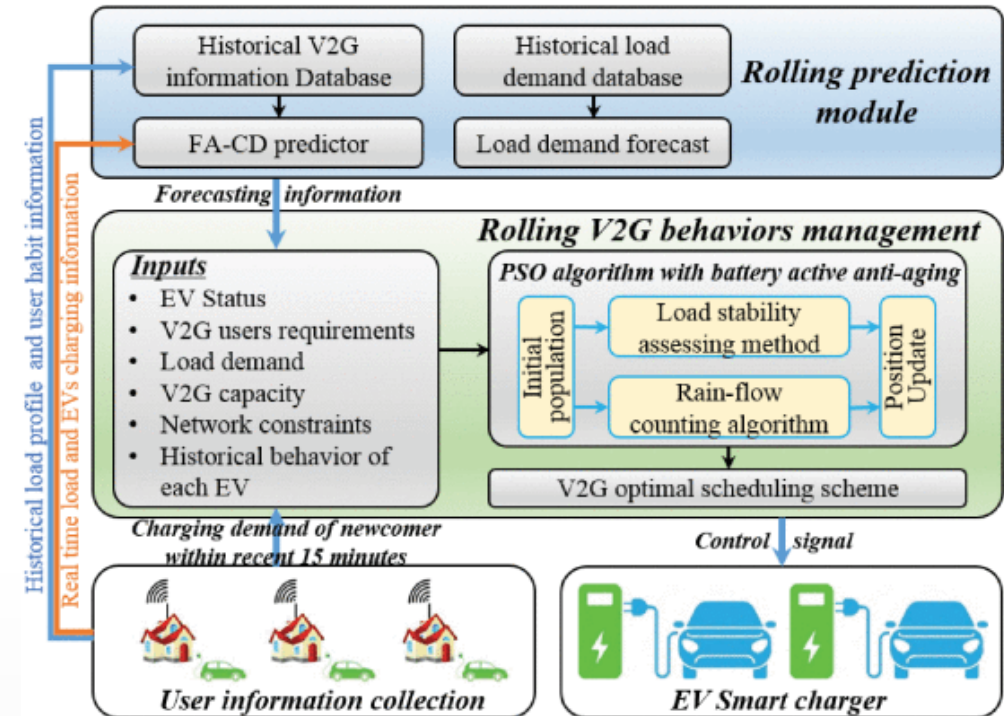 Historical V2G
information Database
Historical load
demand database
Rolling prediction
module
FA-CD predictor
Load demand forecast
Historical load profile and user habit information
Real time load and EVs charging information
Forecasting information
Rolling V2G behaviors management
Inputs
• EV Status
• V2G users requirements
• Load demand
• V2G capacity
• Network constraints
• Historical behavior of
each EV
PSO algorithm with battery active anti-aging
Initial
population
Load stability
assessing method
Rain-flow
counting algorithm
Position
Update
V2G optimal scheduling scheme
Charging demand of newcomer
within recent 15 minutes
Control signal
User information collection
EV Smart charger